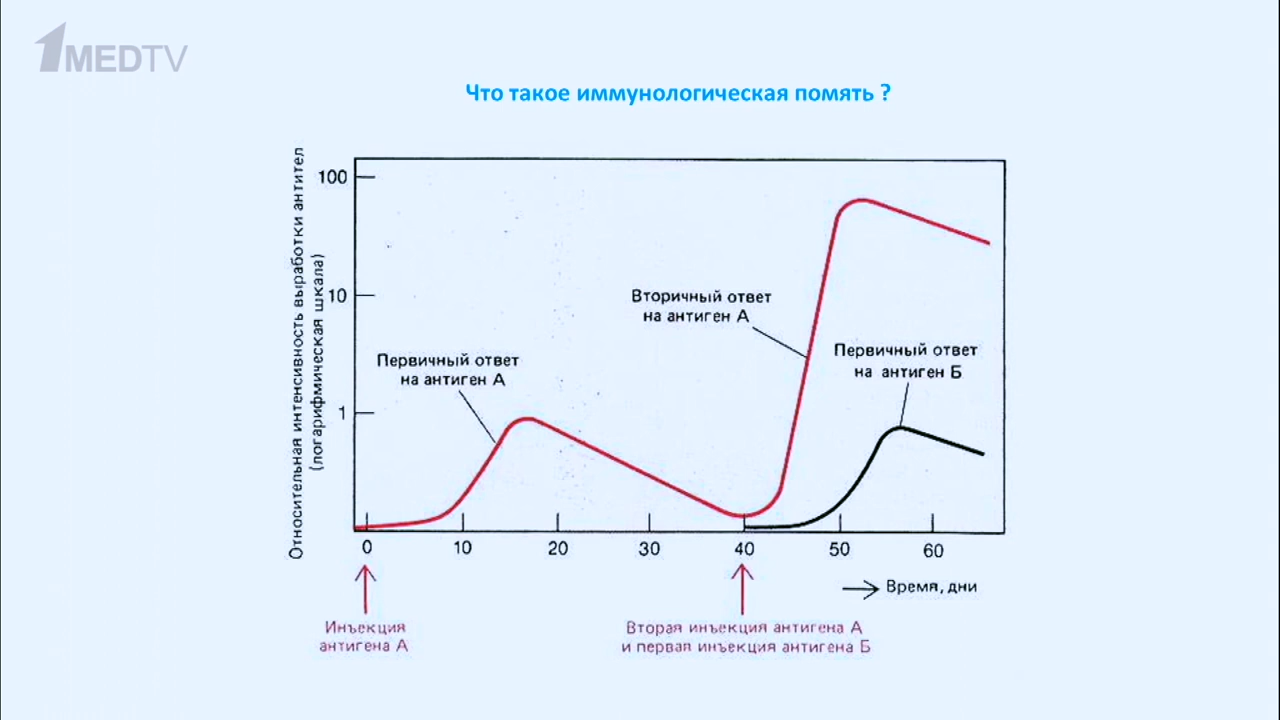 1MEDTV
Что такое иммунологическая помять ?
Относительная интенсивность выработки антител
(логарифмическая шкала)
100
10
1
Первичный ответ
на антиген А
Вторичный ответ
на антиген А
Первичный ответ
на антиген Б
0 10 20 30 40 50 60
Время, дни
Инъекция
антигена А
Вторая инъекция антигена А
и первая инъекция антигена Б